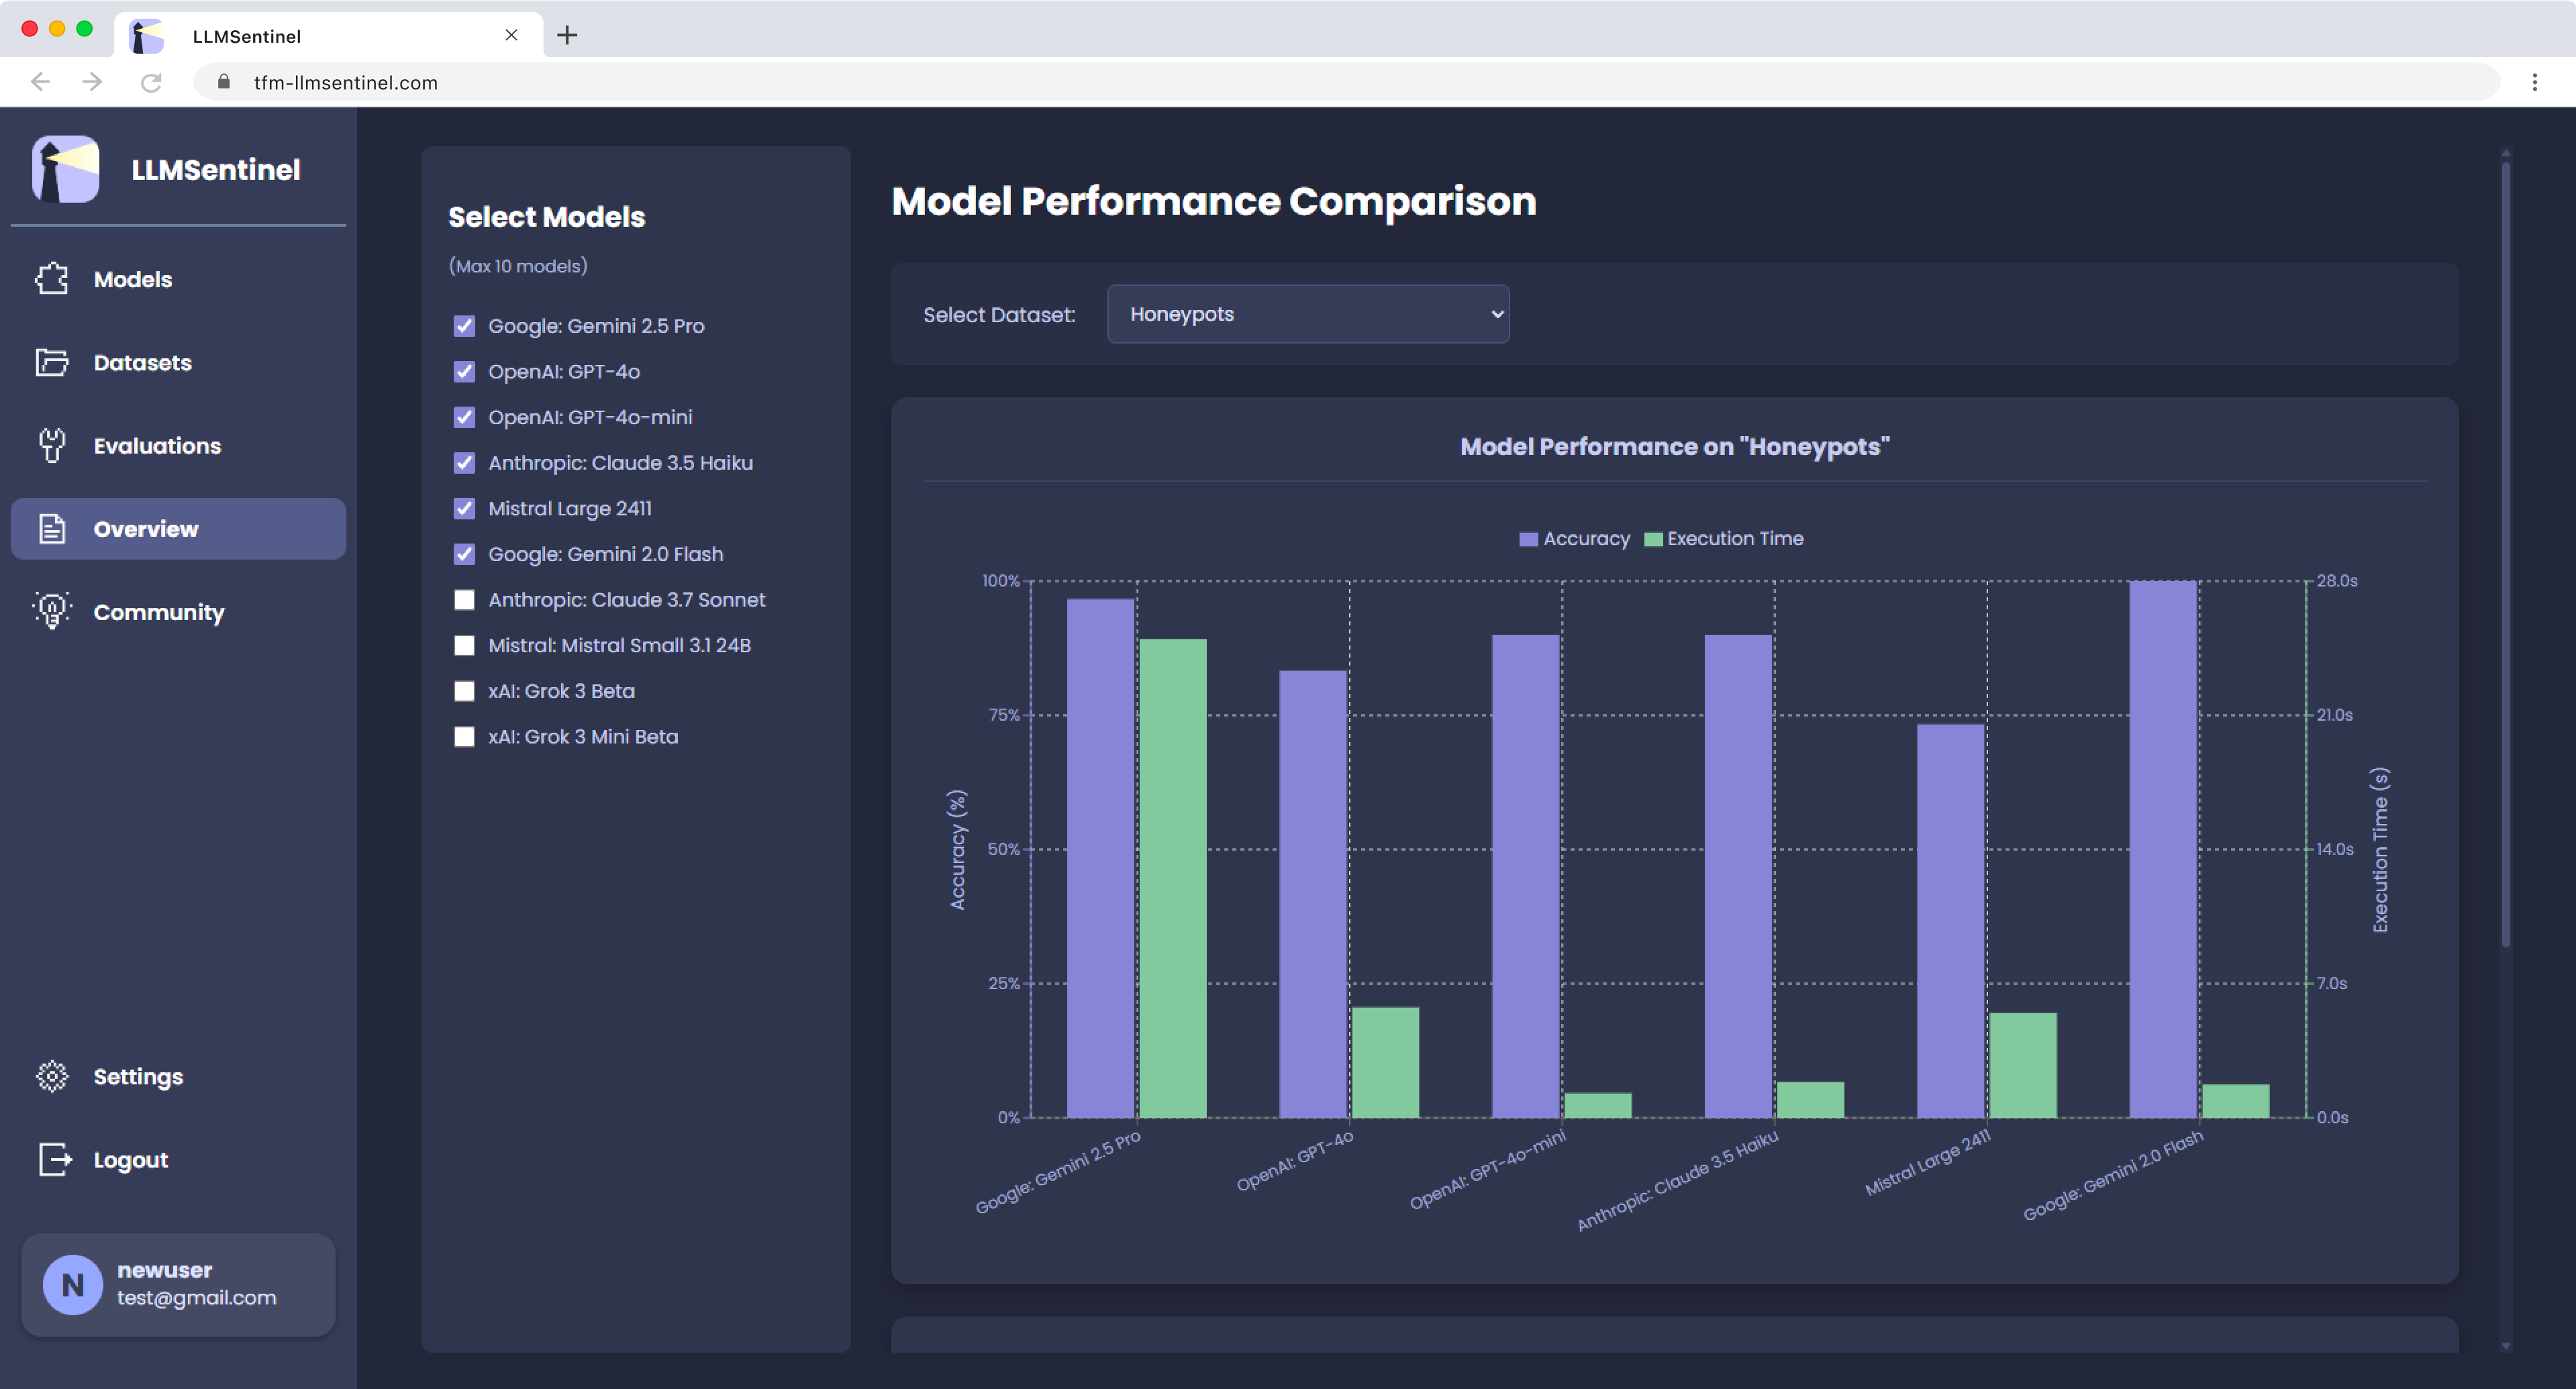 LLMSentinel
tfm-llmsentinel.com
LLMSentinel
Models
Datasets
Evaluations
Overview
Community
Settings
Logout
N
newuser
test@gmail.com
Select Models
(Max 10 models)
Google: Gemini 2.5 Pro
OpenAI: GPT-4o
OpenAI: GPT-4o-mini
Anthropic: Claude 3.5 Haiku
Mistral Large 2411
Google: Gemini 2.0 Flash
Anthropic: Claude 3.7 Sonnet
Mistral: Mistral Small 3.1 24B
xAI: Grok 3 Beta
xAI: Grok 3 Mini Beta
Model Performance Comparison
Select Dataset: Honeypots
Model Performance on "Honeypots"
Accuracy Execution Time
100% 28.0s
75% 21.0s
50% 14.0s
25% 7.0s
0% 0.0s
Accuracy (%)
Execution Time (s)
Google: Gemini 2.5 Pro
OpenAI: GPT-4o
OpenAI: GPT-4o-mini
Anthropic: Claude 3.5 Haiku
Mistral Large 2411
Google: Gemini 2.0 Flash